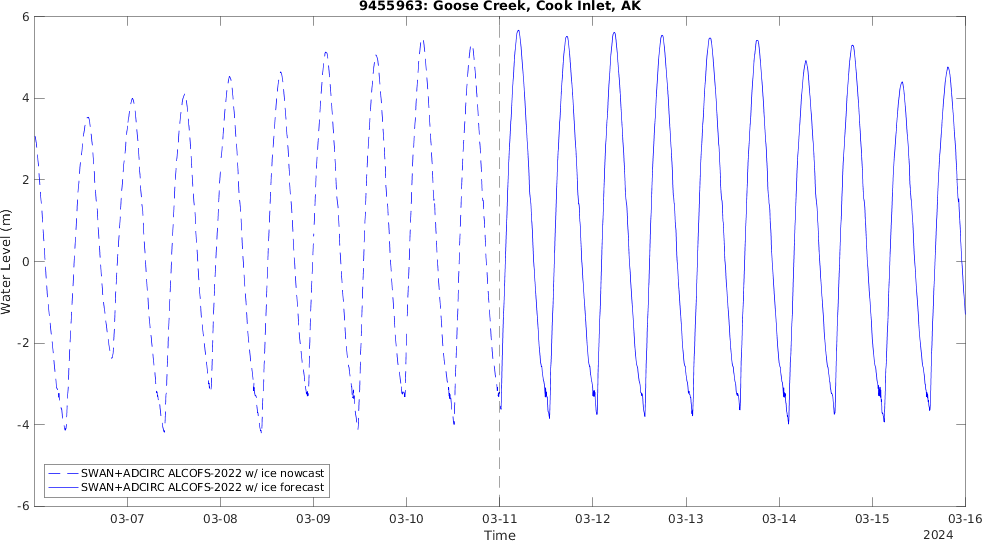 9455963: Goose Creek, Cook Inlet, AK
6
4
2
0
-2
-4
-6
Water Level (m)
SWAN+ADCIRC ALCOFS-2022 w/ ice nowcast
SWAN+ADCIRC ALCOFS-2022 w/ ice forecast
03-07 03-08 03-09 03-10 03-11 03-12 03-13 03-14 03-15 03-16
Time
2024